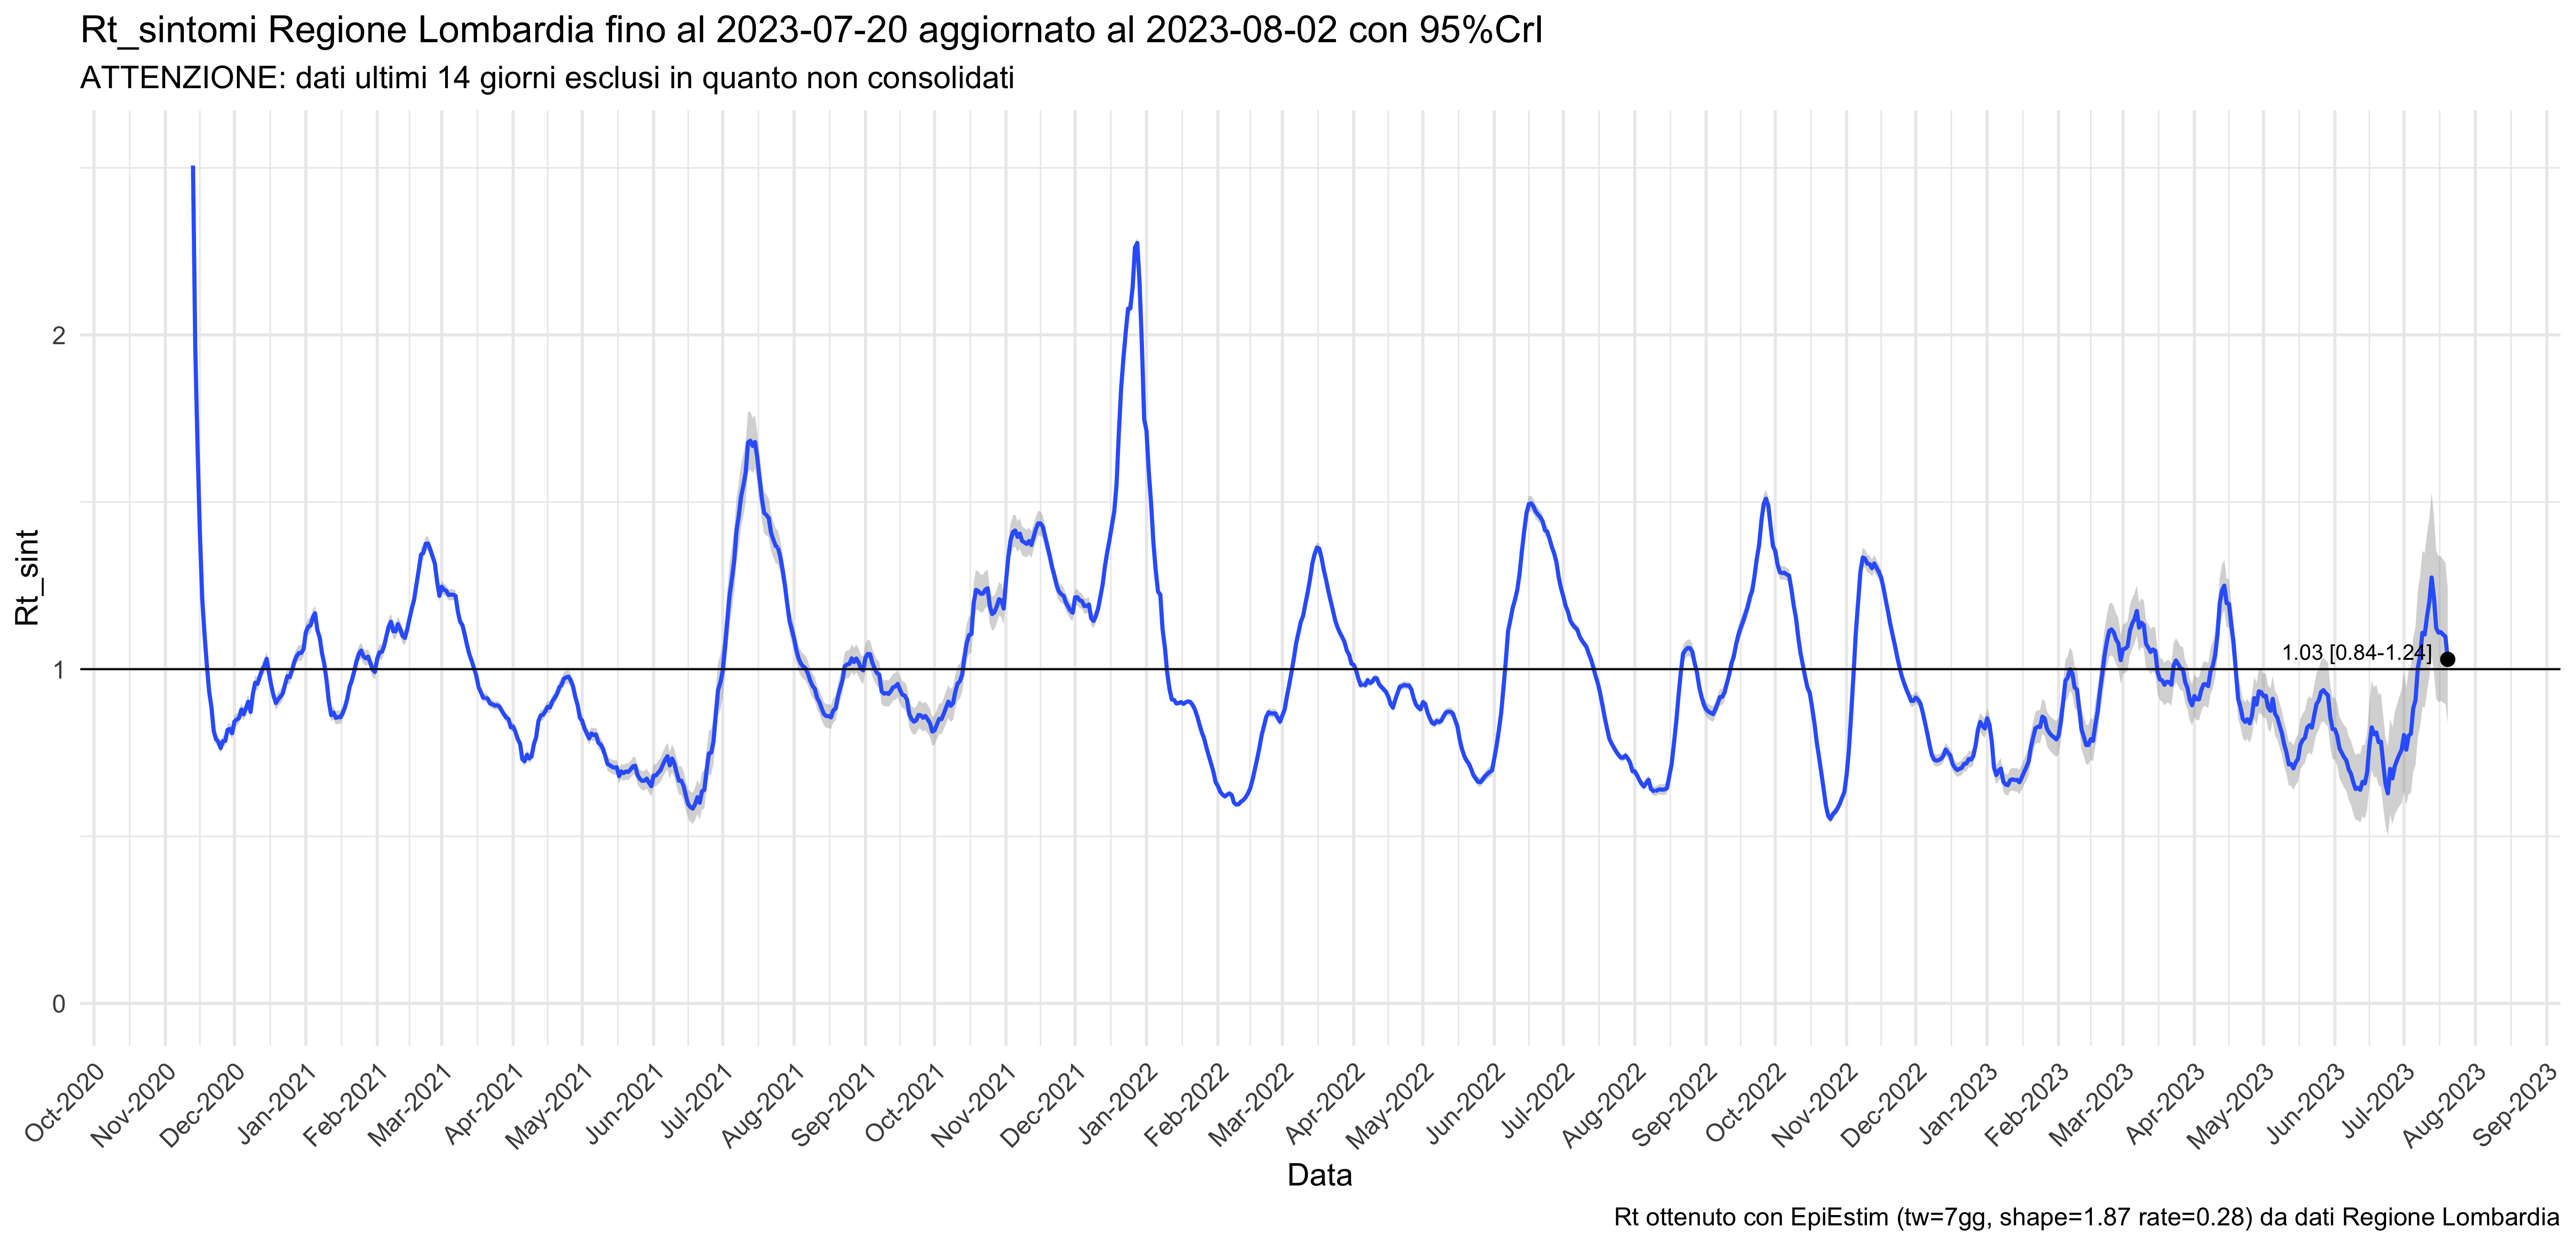 Rt_sintomi Regione Lombardia fino al 2023-07-20 aggiornato al 2023-08-02 con 95%CrI
ATTENZIONE: dati ultimi 14 giorni esclusi in quanto non consolidati
Rt_sint
2
1
0
1.03 [0.84-1.24]
Oct-2020
Nov-2020
Dec-2020
Jan-2021
Feb-2021
Mar-2021
Apr-2021
May-2021
Jun-2021
Jul-2021
Aug-2021
Sep-2021
Oct-2021
Nov-2021
Dec-2021
Jan-2022
Feb-2022
Mar-2022
Apr-2022
May-2022
Jun-2022
Jul-2022
Aug-2022
Sep-2022
Oct-2022
Nov-2022
Dec-2022
Jan-2023
Feb-2023
Mar-2023
Apr-2023
May-2023
Jun-2023
Jul-2023
Aug-2023
Sep-2023
Data
Rt ottenuto con EpiEstim (tw=7gg, shape=1.87 rate=0.28) da dati Regione Lombardia